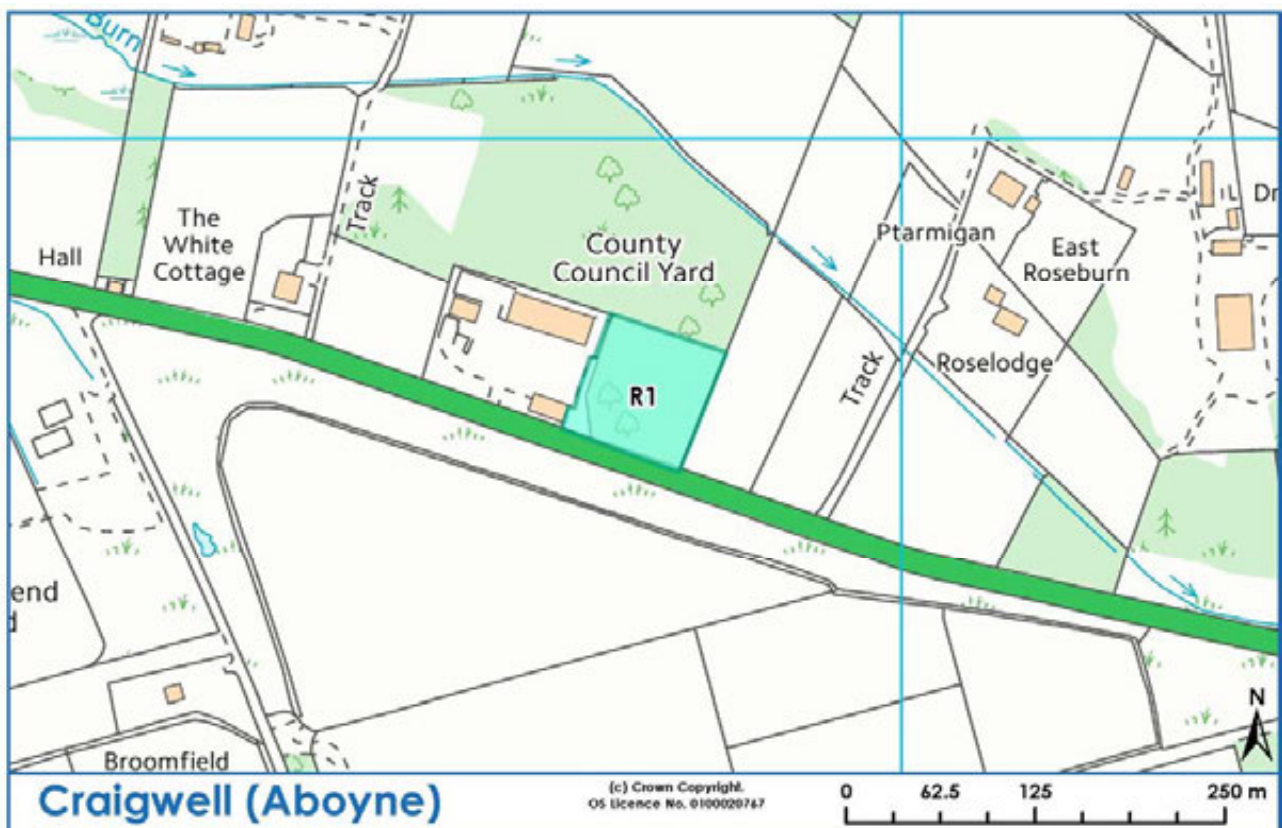 Burn
The
White
Cottage
Hall
Track
County
Council Yard
Ptarmigan
East
Roseburn
Dr
Roselodge
Track
R1
end
d
Broomfield
N
Craigwell (Aboyne)
(c) Crown Copyright.
OS Licence No. 0100020767
0 62.5 125 250 m